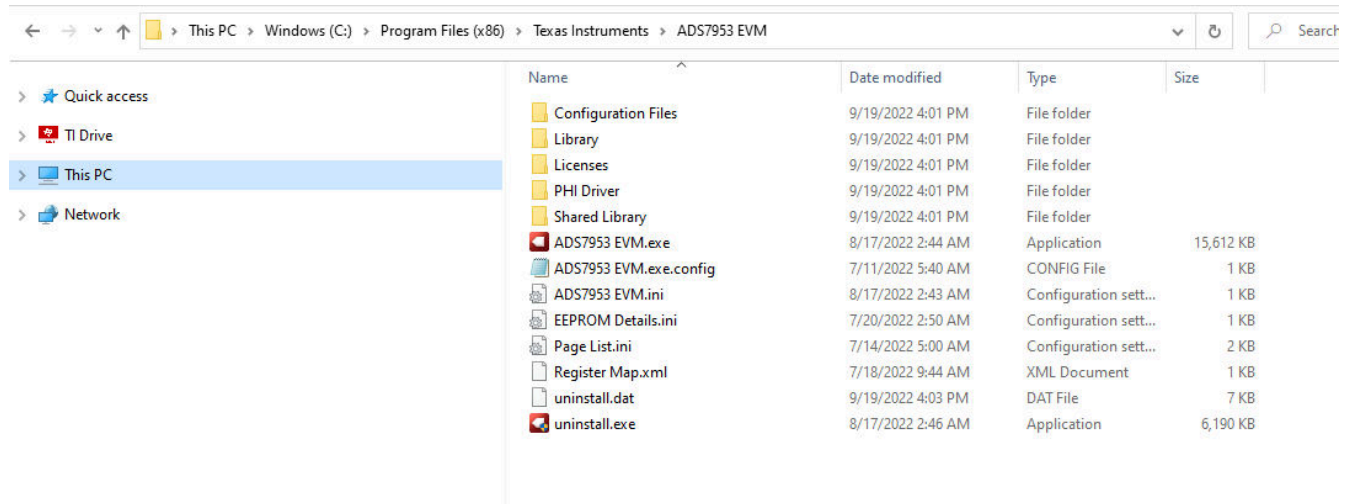 This PC > Windows (C:) > Program Files (x86) > Texas Instruments > ADS7953 EVM
Search
Quick access
TI Drive
This PC
Network
Name Date modified Type Size
Configuration Files 9/19/2022 4:01 PM File folder
Library 9/19/2022 4:01 PM File folder
Licenses 9/19/2022 4:01 PM File folder
PHI Driver 9/19/2022 4:01 PM File folder
Shared Library 9/19/2022 4:01 PM File folder
ADS7953 EVM.exe 8/17/2022 2:44 AM Application 15,612 KB
ADS7953 EVM.exe.config 7/11/2022 5:40 AM CONFIG File 1 KB
ADS7953 EVM.ini 8/17/2022 2:43 AM Configuration sett... 1 KB
EEPROM Details.ini 7/20/2022 2:50 AM Configuration sett... 1 KB
Page List.ini 7/14/2022 5:00 AM Configuration sett... 2 KB
Register Map.xml 7/18/2022 9:44 AM XML Document 1 KB
uninstall.dat 9/19/2022 4:03 PM DAT File 7 KB
uninstall.exe 8/17/2022 2:46 AM Application 6,190 KB